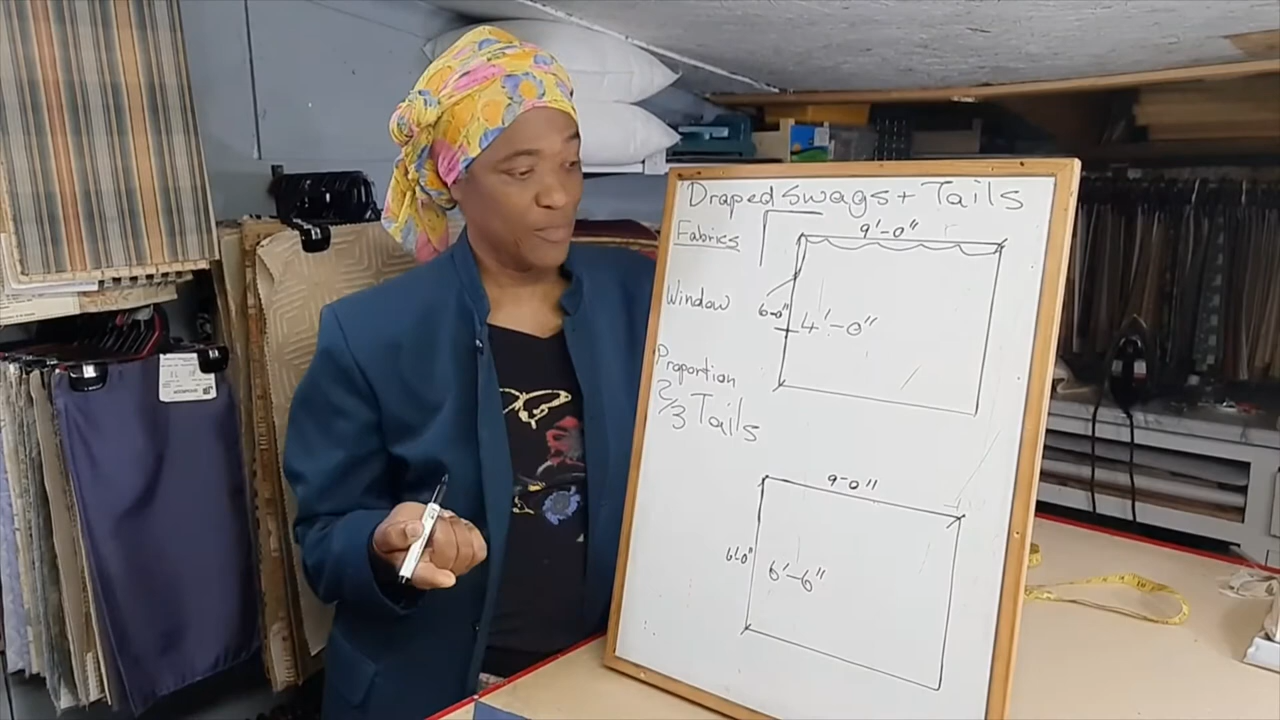 Draped Swags + Tails
Fabrics
9'-0"
Window
6-0"
4'-0"
Proportion
2/3 Tails
9-0"
6'-0"
6'-6"